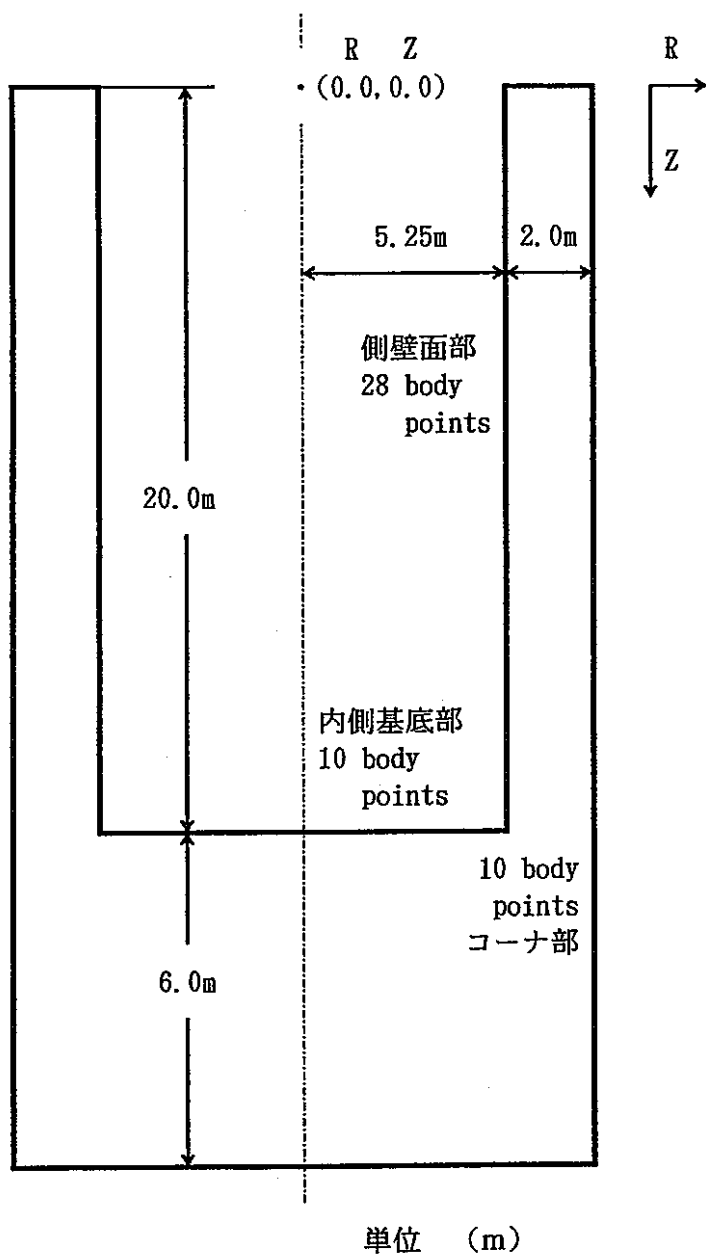 R Z
(0.0,0.0)
R
Z
5.25m
2.0m
側壁面部
28 body
points
20.0m
内側基底部
10 body
points
10 body
points
コーナ部
6.0m
単位 (m)